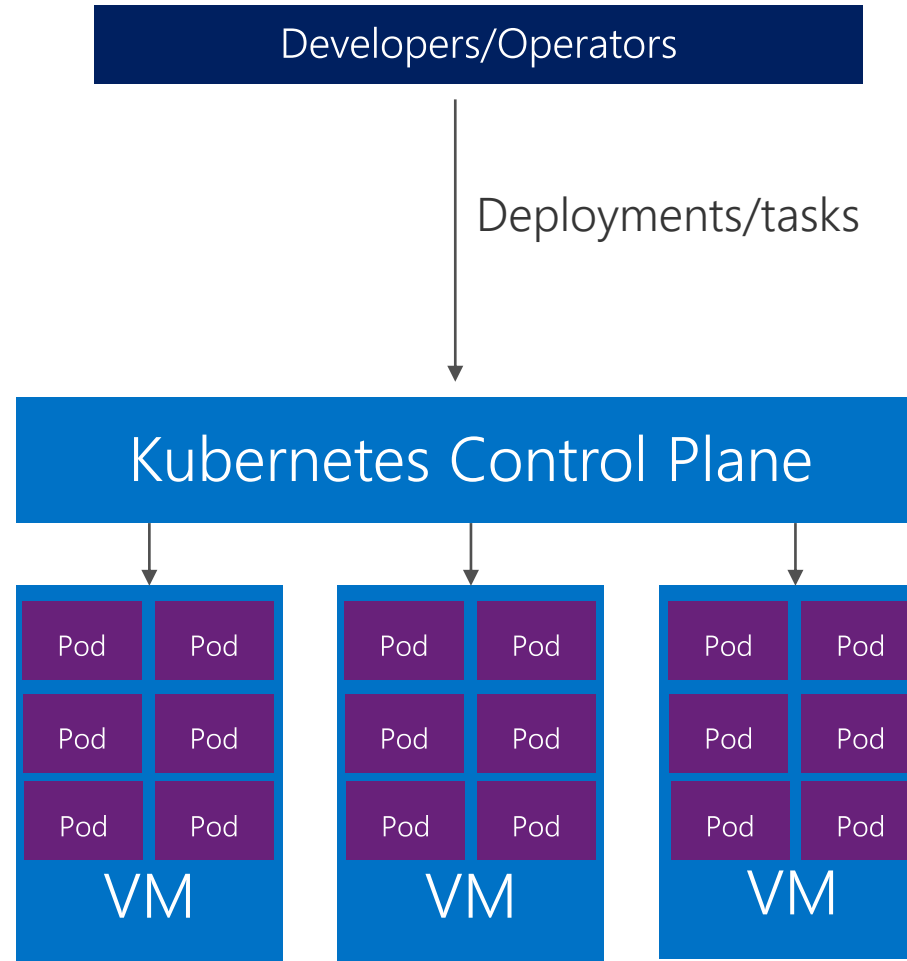 Developers/Operators
Deployments/tasks
Kubernetes Control Plane
Pod Pod Pod Pod Pod Pod
Pod Pod Pod Pod Pod Pod
Pod Pod Pod Pod Pod Pod
VM VM VM